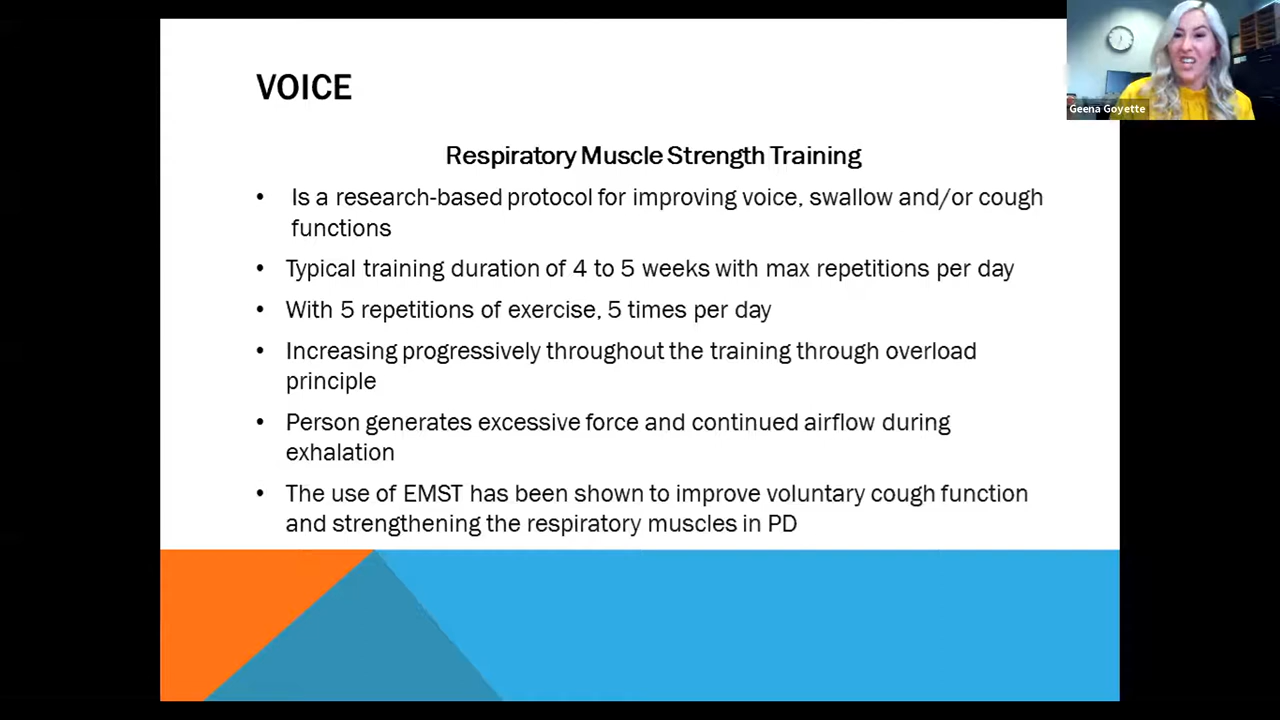 VOICE
Geena Goyette
Respiratory Muscle Strength Training
• Is a research-based protocol for improving voice, swallow and/or cough
functions
• Typical training duration of 4 to 5 weeks with max repetitions per day
• With 5 repetitions of exercise, 5 times per day
• Increasing progressively throughout the training through overload
principle
• Person generates excessive force and continued airflow during
exhalation
• The use of EMST has been shown to improve voluntary cough function
and strengthening the respiratory muscles in PD